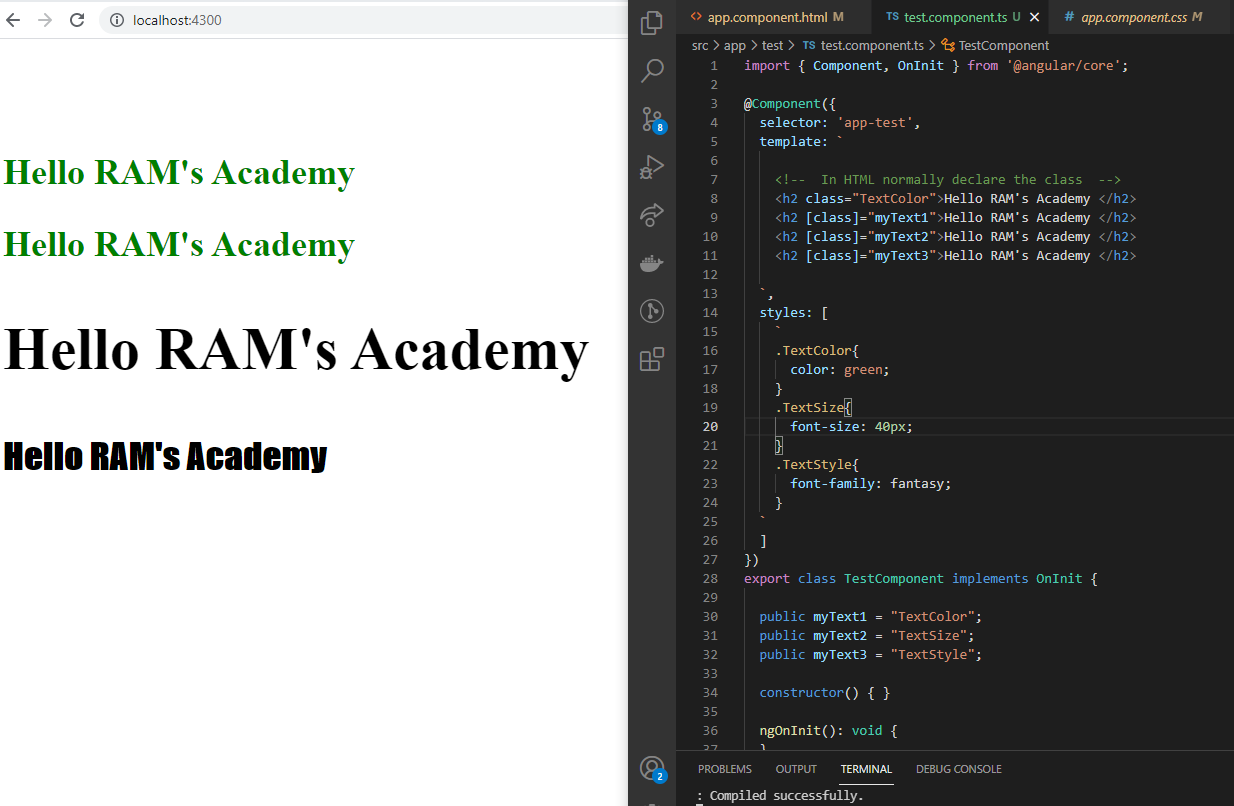 localhost:4300
Hello RAM's Academy
Hello RAM's Academy
Hello RAM's Academy
Hello RAM's Academy
8
2
<> app.component.html M
TS test.component.ts U ×
# app.component.css M
src > app > test > TS test.component.ts > TestComponent
1 import { Component, OnInit } from '@angular/core';
2
3 @Component({
4 selector: 'app-test',
5 template: `
6
7 <!--  In HTML normally declare the class  -->
8 <h2 class="TextColor">Hello RAM's Academy </h2>
9 <h2 [class]="myText1">Hello RAM's Academy </h2>
10 <h2 [class]="myText2">Hello RAM's Academy </h2>
11 <h2 [class]="myText3">Hello RAM's Academy </h2>
12
13 `,
14 styles: [
15 `
16 .TextColor{
17 color: green;
18 }
19 .TextSize{
20 font-size: 40px;
21 }
22 .TextStyle{
23 font-family: fantasy;
24 }
25 `
26 ]
27 })
28 export class TestComponent implements OnInit {
29
30 public myText1 = "TextColor";
31 public myText2 = "TextSize";
32 public myText3 = "TextStyle";
33
34 constructor() { }
35
36 ngOnInit(): void {
37 }
PROBLEMS OUTPUT TERMINAL DEBUG CONSOLE
: Compiled successfully.